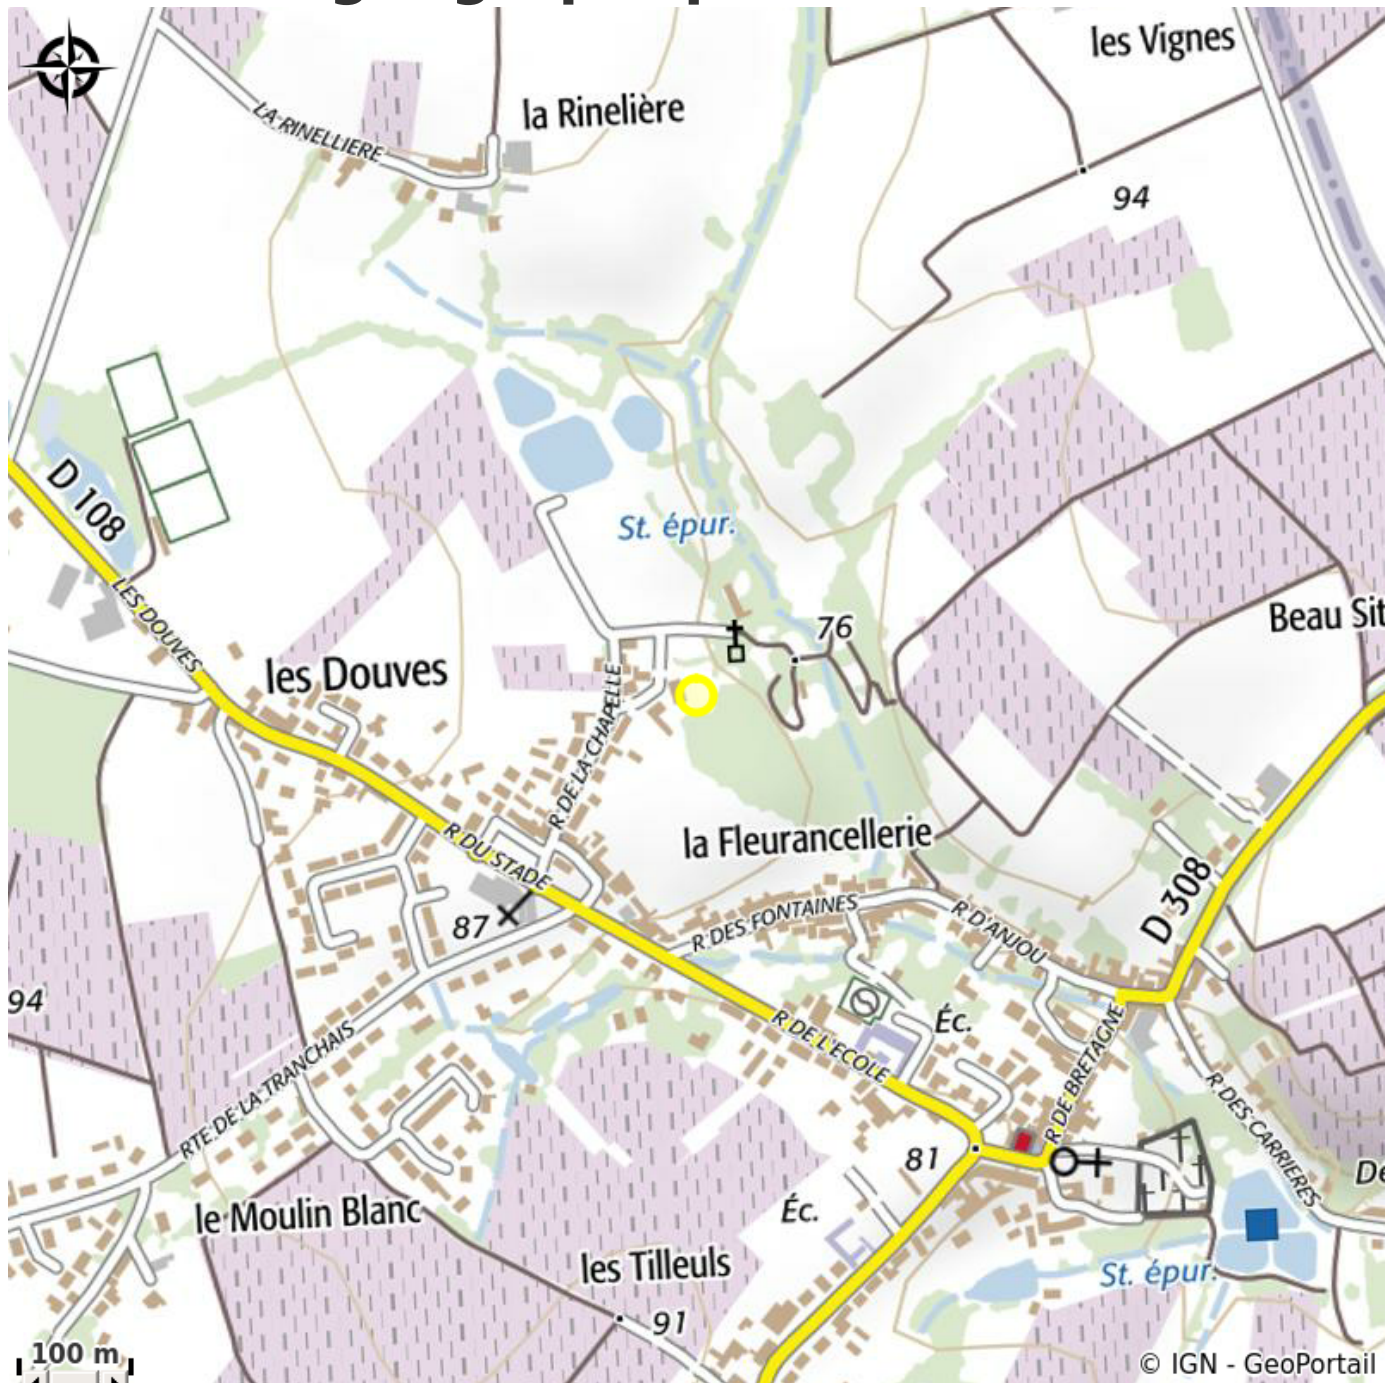 les Vignes
la Rinelière
LA RINELLIERE
94
D 108
St. épur.
LES DOUVES
76
Beau Sit
les Douves
R DE LA CHAPELLE
la Fleurancellerie
R DU STADE
D 308
87
R DES FONTAINES
R D'ANJOU
94
Éc.
R DE L'ECOLE
R DE BRETAGNE
RTE DE LA TRANCHAIS
R DES CARRIERES
81
De
le Moulin Blanc
Éc.
les Tilleuls
St. épur.
91
100 m
© IGN - GeoPortail